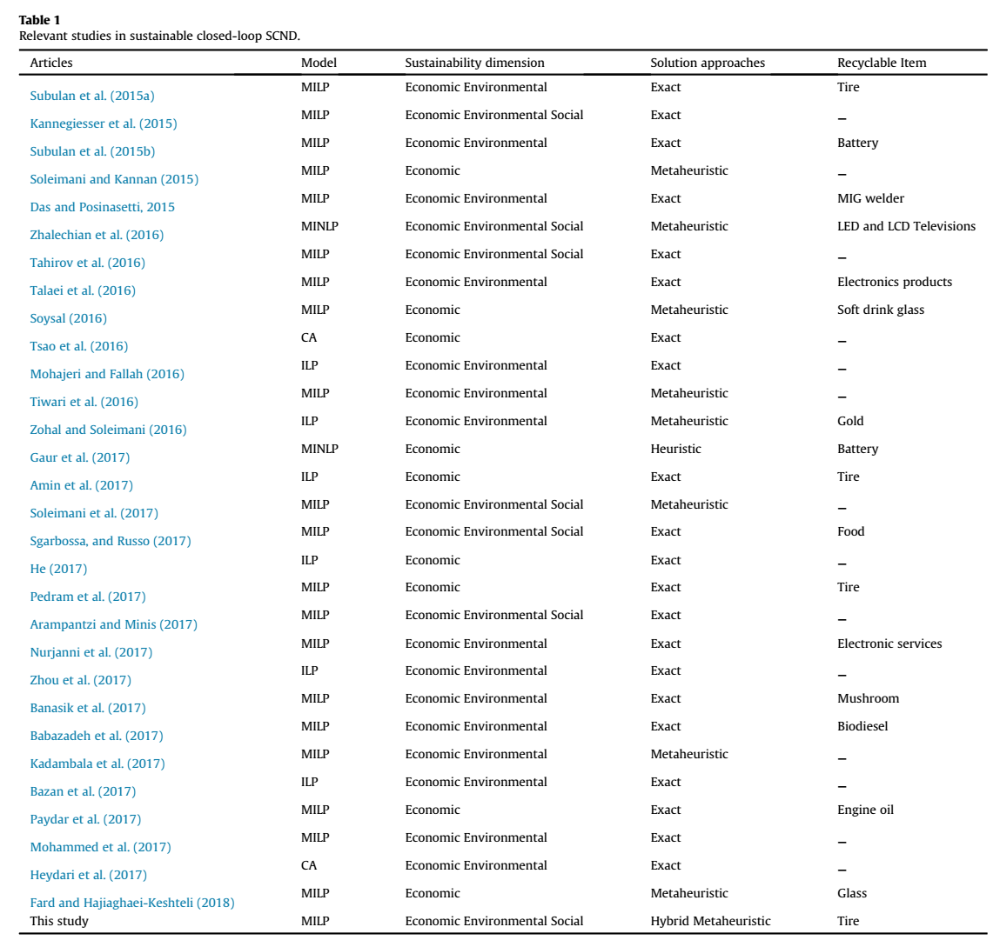 Table 1
Relevant studies in sustainable closed-loop SCND.
Articles Model Sustainability dimension Solution approaches Recyclable Item
Subulan et al. (2015a) MILP Economic Environmental Exact Tire
Kannegiesser et al. (2015) MILP Economic Environmental Social Exact –
Subulan et al. (2015b) MILP Economic Environmental Exact Battery
Soleimani and Kannan (2015) MILP Economic Metaheuristic –
Das and Posinasetti, 2015 MILP Economic Environmental Exact MIG welder
Zhalechian et al. (2016) MINLP Economic Environmental Social Metaheuristic LED and LCD Televisions
Tahirov et al. (2016) MILP Economic Environmental Social Exact –
Talaei et al. (2016) MILP Economic Environmental Exact Electronics products
Soysal (2016) MILP Economic Metaheuristic Soft drink glass
Tsao et al. (2016) CA Economic Exact –
Mohajeri and Fallah (2016) ILP Economic Environmental Exact –
Tiwari et al. (2016) MILP Economic Environmental Metaheuristic –
Zohal and Soleimani (2016) ILP Economic Environmental Metaheuristic Gold
Gaur et al. (2017) MINLP Economic Heuristic Battery
Amin et al. (2017) ILP Economic Exact Tire
Soleimani et al. (2017) MILP Economic Environmental Social Metaheuristic –
Sgarbossa, and Russo (2017) MILP Economic Environmental Social Exact Food
He (2017) ILP Economic Exact –
Pedram et al. (2017) MILP Economic Exact Tire
Arampantzi and Minis (2017) MILP Economic Environmental Social Exact –
Nurjanni et al. (2017) MILP Economic Environmental Exact Electronic services
Zhou et al. (2017) ILP Economic Environmental Exact –
Banasik et al. (2017) MILP Economic Environmental Exact Mushroom
Babazadeh et al. (2017) MILP Economic Environmental Exact Biodiesel
Kadambala et al. (2017) MILP Economic Environmental Metaheuristic –
Bazan et al. (2017) ILP Economic Environmental Exact –
Paydar et al. (2017) MILP Economic Exact Engine oil
Mohammed et al. (2017) MILP Economic Environmental Exact –
Heydari et al. (2017) CA Economic Environmental Exact –
Fard and Hajiaghaei-Keshteli (2018) MILP Economic Metaheuristic Glass
This study MILP Economic Environmental Social Hybrid Metaheuristic Tire